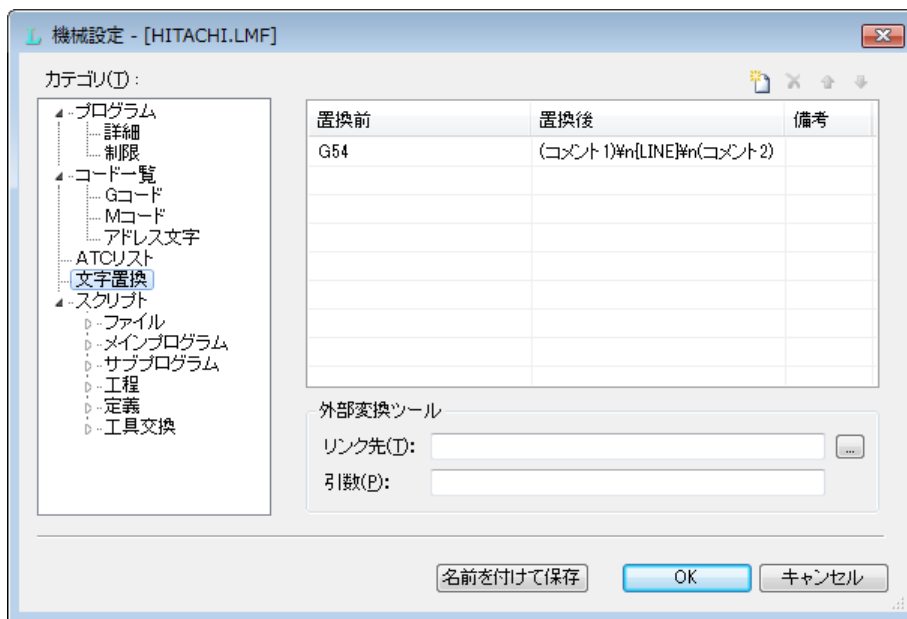 機械設定 - [HITACHI.LMF]
カテゴリ(T):
プログラム
詳細
制限
コード一覧
Gコード
Mコード
アドレス文字
ATCリスト
文字置換
スクリプト
ファイル
メインプログラム
サブプログラム
工程
定義
工具交換
置換前 置換後 備考
G54 (コメント1)¥n[LINE]¥n(コメント2)
外部変換ツール
リンク先(T):
...
引数(P):
名前を付けて保存 OK キャンセル